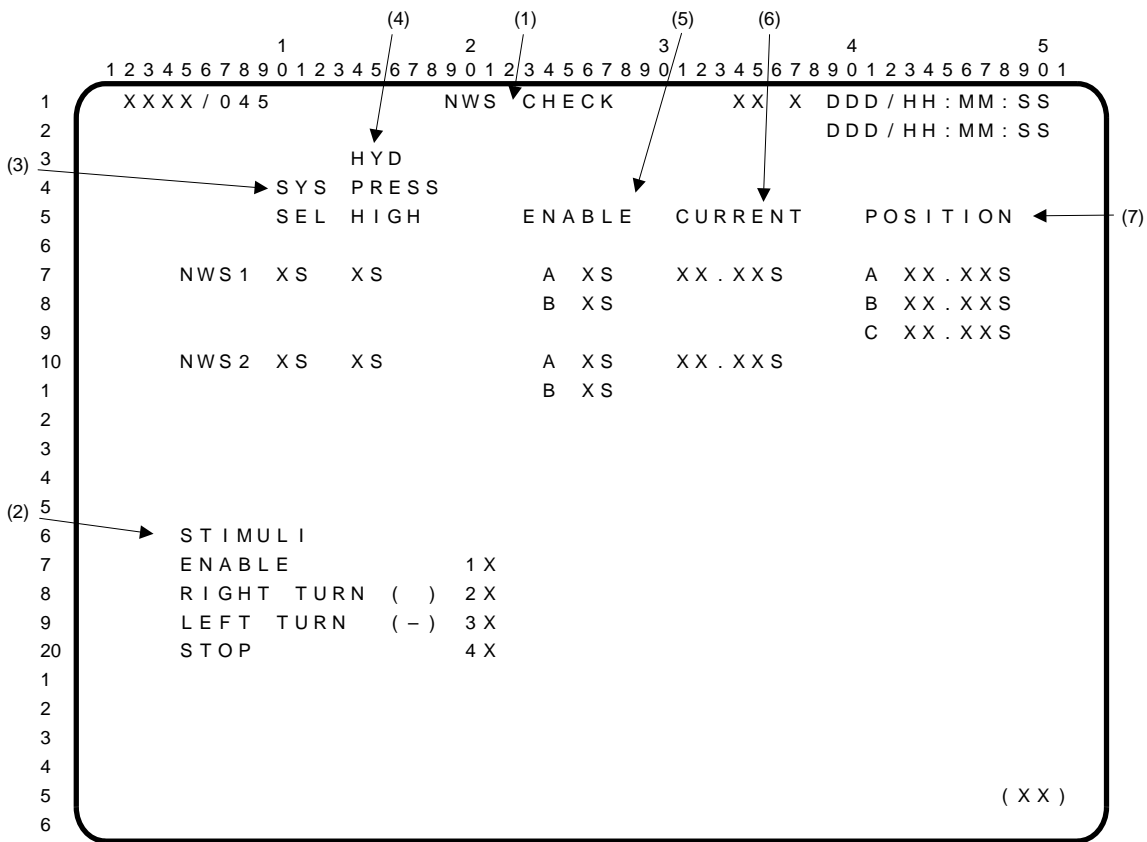 (4) (1) (5) (6)
1 2 3 4 5
1 2 3 4 5 6 7 8 9 0 1 2 3 4 5 6 7 8 9 0 1 2 3 4 5 6 7 8 9 0 1 2 3 4 5 6 7 8 9 0 1 2 3 4 5 6 7 8 9 0 1
1 XXXX/045 NWS CHECK XX X DDD/HH:MM:SS
2 DDD/HH:MM:SS
(3) 3 HYD
4 SYS PRESS
5 SEL HIGH ENABLE CURRENT POSITION (7)
6
7 NWS1 XS XS A XS XX.XXS A XX.XXS
8 B XS B XX.XXS
9 C XX.XXS
10 NWS2 XS XS A XS XX.XXS
1 B XS
2
3
4
(2) 5
6 STIMULI
7 ENABLE 1X
8 RIGHT TURN ( ) 2X
9 LEFT TURN (–) 3X
20 STOP 4X
1
2
3
4
5 (XX)
6